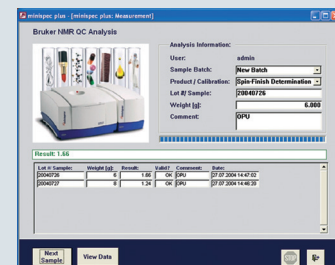 minispec plus - [minispec plus: Measurement]
Bruker NMR QC Analysis
Analysis Information:
User: admin
Sample Batch: New Batch
Product / Calibration: Spin-Finish Determination
Lot #/ Sample: 20040726
Weight [g]: 6.000
Comment: OPU
Result: 1.66
Lot #/ Sample: Weight [g]: Result: Valid? Comment: Date:
20040726 6 1.66 OK OPU 27.07.2004 14:47:02
20040727 8 1.24 OK OPU 27.07.2004 14:46:20
Next Sample
View Data